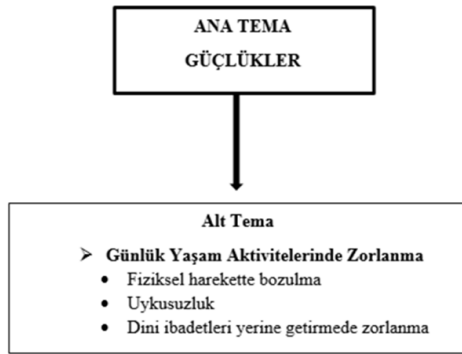 ANA TEMA
GÜÇLÜKLER
Alt Tema
➤ Günlük Yaşam Aktivitelerinde Zorlanma
• Fiziksel harekette bozulma
• Uykusuzluk
• Dini ibadetleri yerine getirmede zorlanma